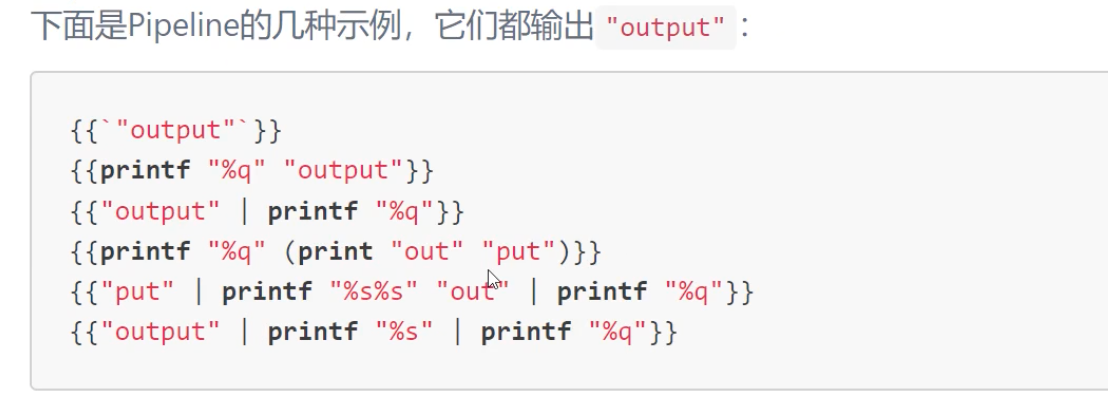 下面是Pipeline的几种示例，它们都输出"output"：
{{`"output"`}}
{{printf "%q" "output"}}
{{"output" | printf "%q"}}
{{printf "%q" (print "out" "put")}}
{{"put" | printf "%s%s" "out" | printf "%q"}}
{{"output" | printf "%s" | printf "%q"}}